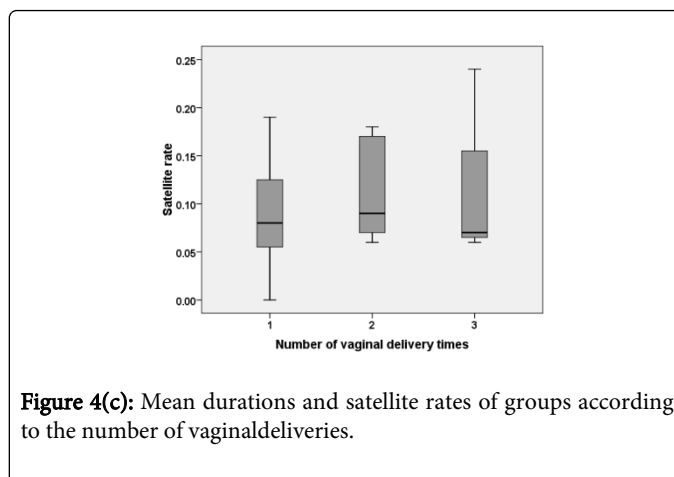 0.25
0.20
0.15
0.10
0.05
0.00
Satellite rate
1 2 3
Number of vaginal delivery times
Figure 4(c): Mean durations and satellite rates of groups according
to the number of vaginaldeliveries.